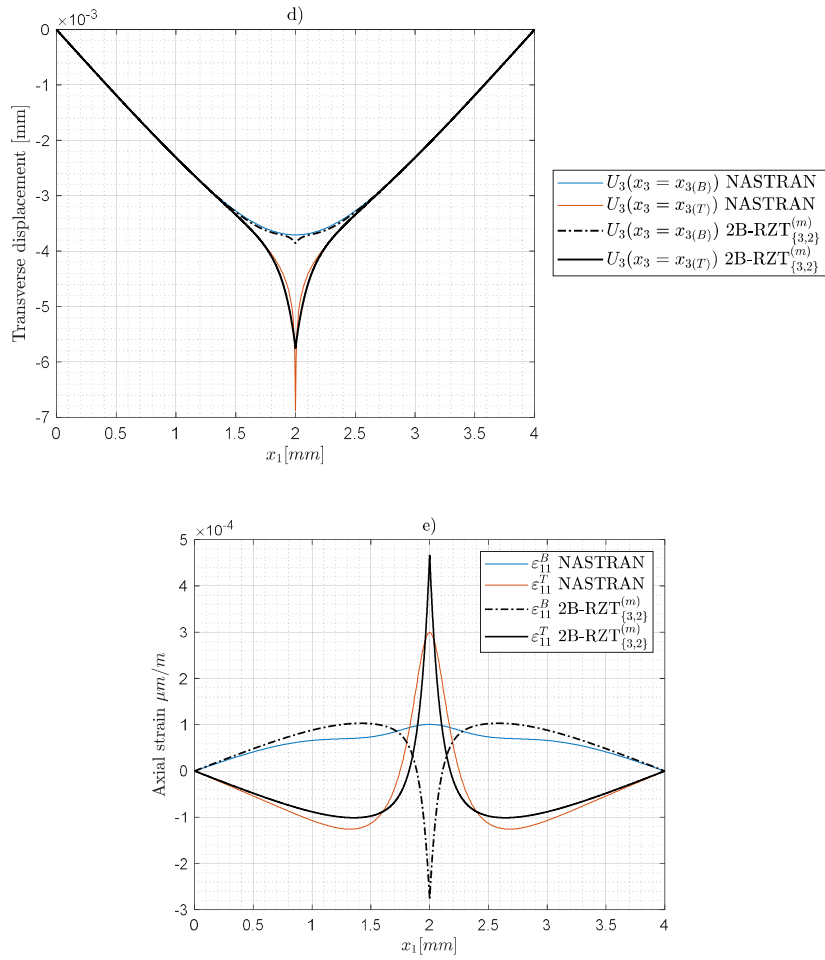 d)
×10⁻³
0
-1
-2
-3
-4
-5
-6
-7
Transverse displacement [mm]
0 0.5 1 1.5 2 2.5 3 3.5 4
x₁[mm]
U₃(x₃ = x₃₍B₎) NASTRAN
U₃(x₃ = x₃₍T₎) NASTRAN
U₃(x₃ = x₃₍B₎) 2B-RZT^{(m)}_{{3,2}}
U₃(x₃ = x₃₍T₎) 2B-RZT^{(m)}_{{3,2}}
e)
×10⁻⁴
5
4
3
2
1
0
-1
-2
-3
Axial strain μm/m
0 0.5 1 1.5 2 2.5 3 3.5 4
x₁[mm]
ε₁₁^B NASTRAN
ε₁₁^T NASTRAN
ε₁₁^B 2B-RZT^{(m)}_{{3,2}}
ε₁₁^T 2B-RZT^{(m)}_{{3,2}}